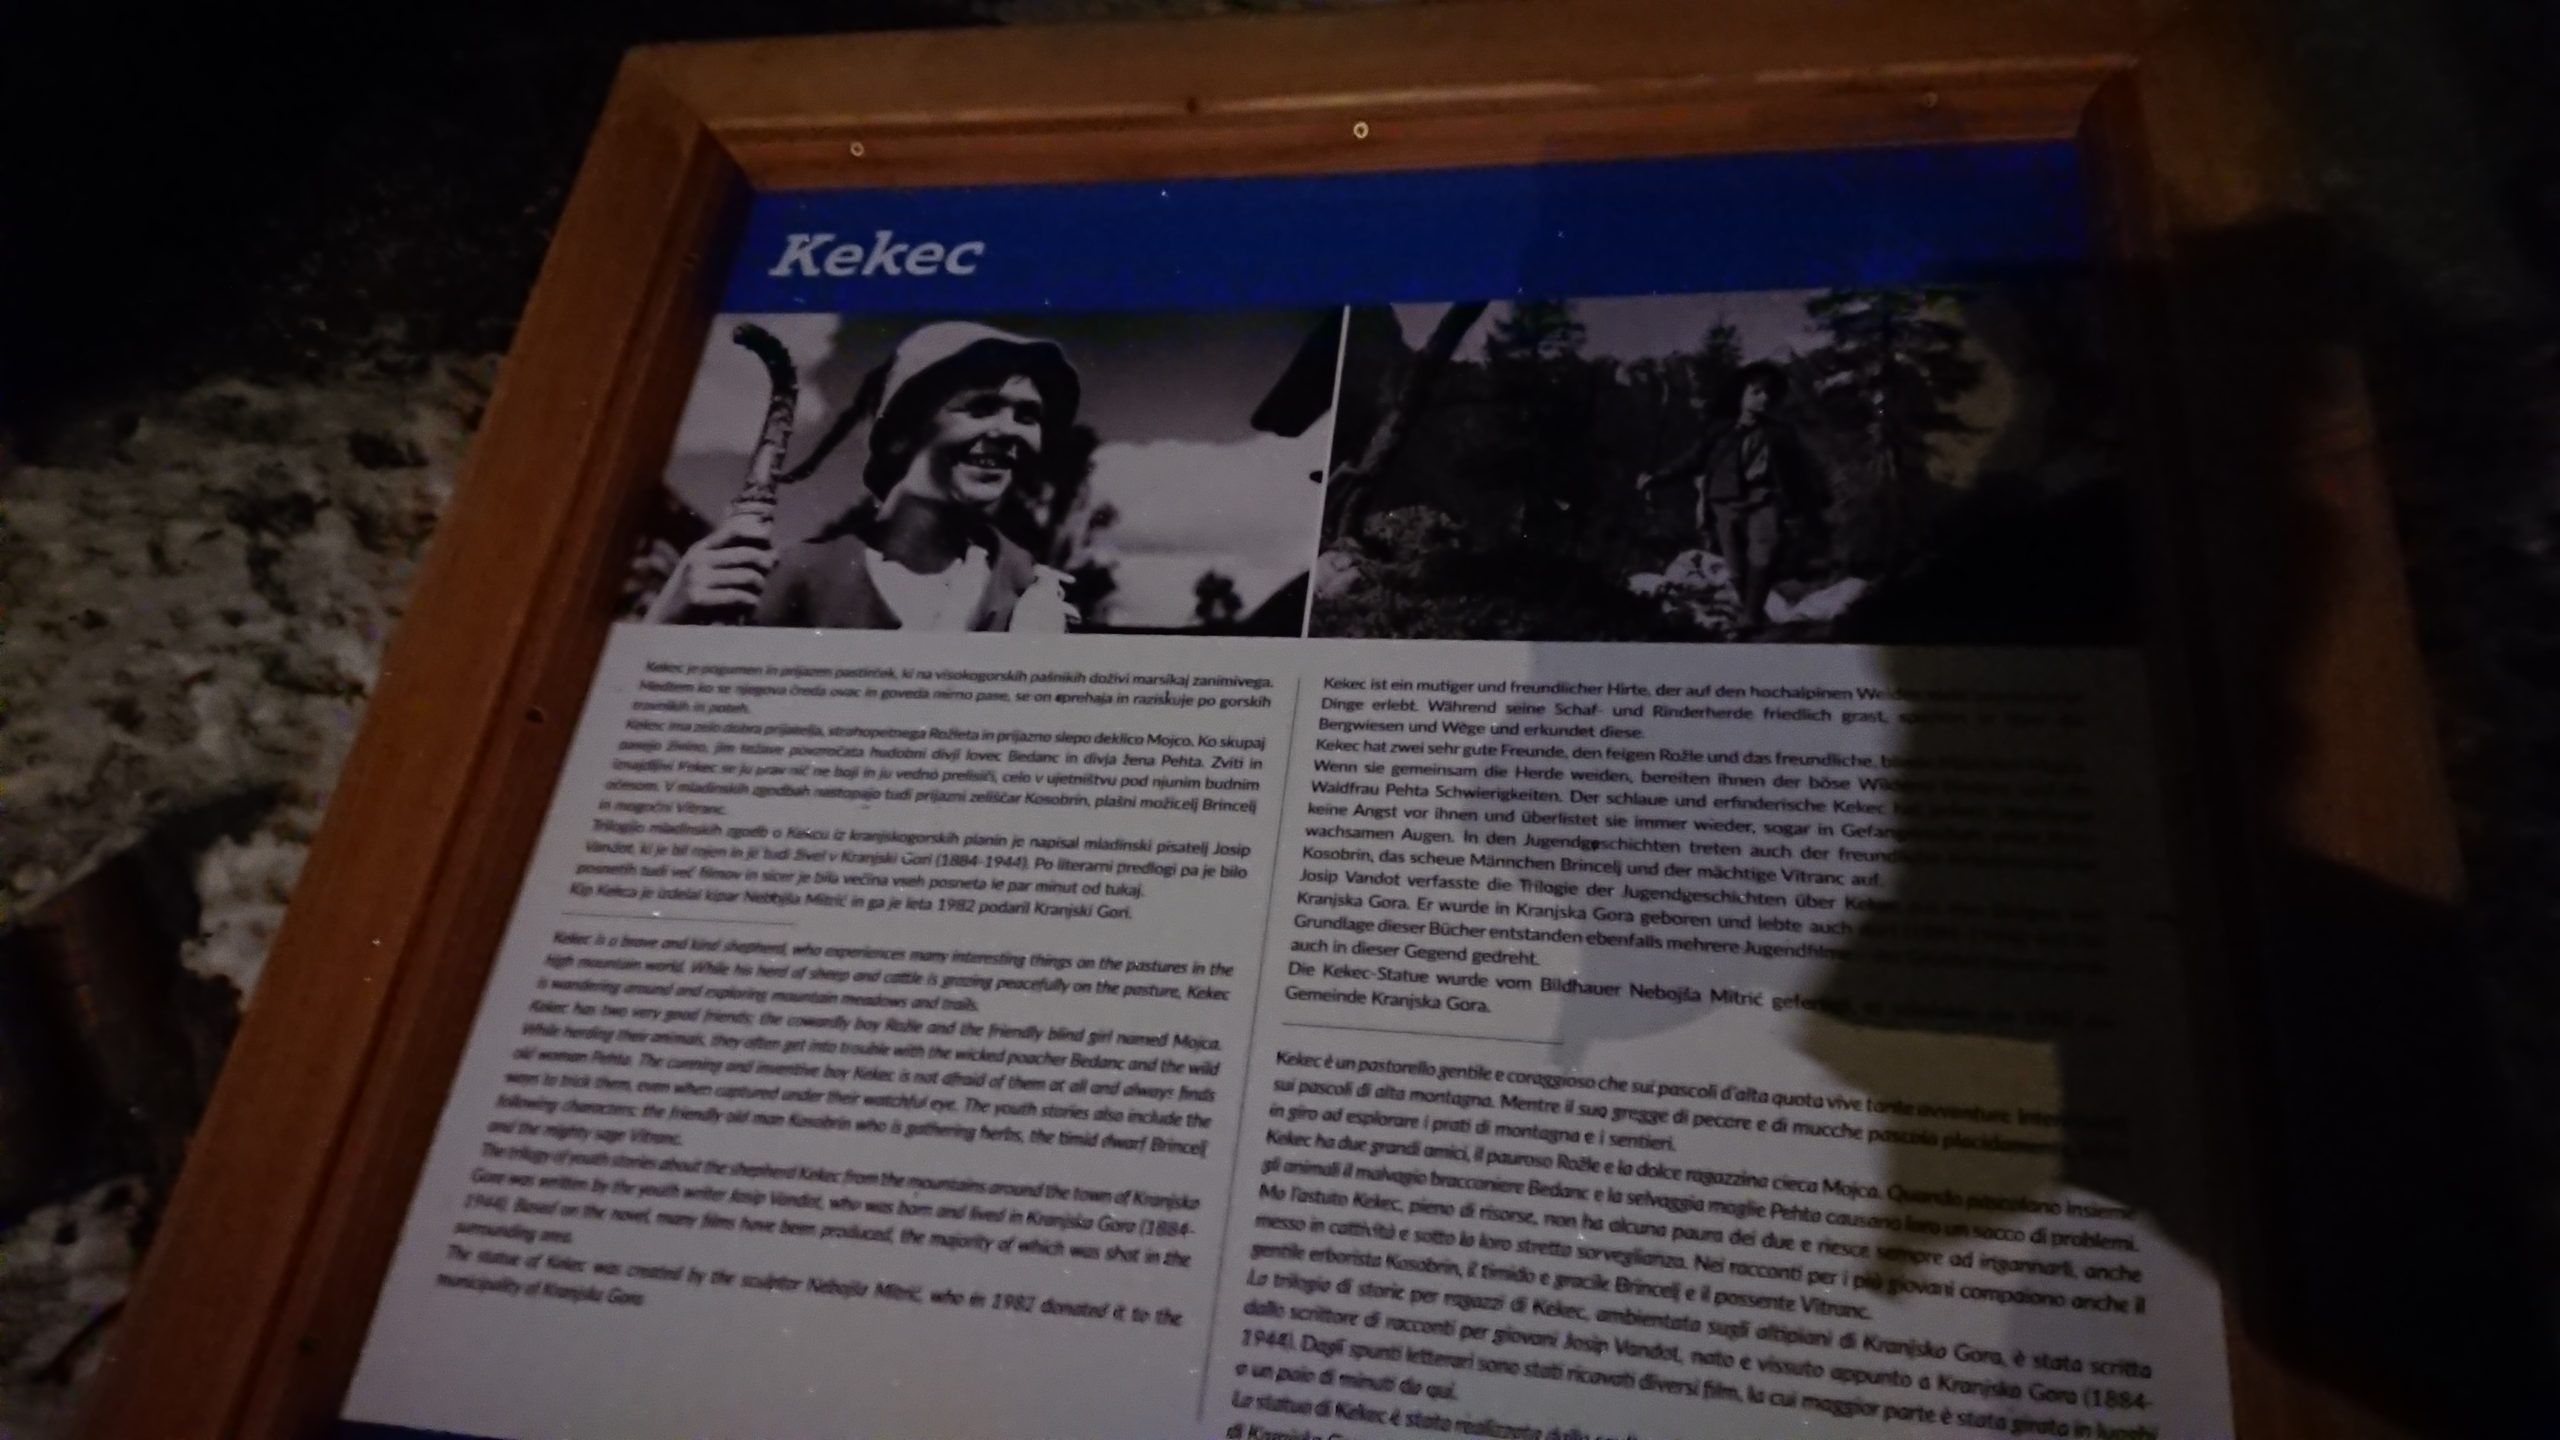 Kekec
Kekec je pogumen in prijazen pastirček, ki na visokogorskih pašnikih doživi marsikaj zanimivega.
Medtem ko se njegova čreda ovac in goveda mirno pase, se on sprehaja in raziskuje po gorskih
travnikih in poteh.
Kekec ima zelo dobra prijatelja, strahopetnega Rožleta in prijazno slepo deklico Mojco. Ko skupaj
pasejo živino, jim težave povzročata hudobni divji lovec Bedanc in divja žena Pehta. Zviti in
iznajdljivi Kekec se ju prav nič ne boji in ju vedno prelisiči, celo v ujetništvu pod njunim budnim
očesom. V mladinskih zgodbah nastopajo tudi prijazni zeliščar Kosobrin, plašni možicelj Brincelj
in mogočni Vitranc.
Trilogijo mladinskih zgodb o Kekcu iz kranjskogorskih planin je napisal mladinski pisatelj Josip
Vandot, ki je bil rojen in je tudi živel v Kranjski Gori (1884-1944). Po literarni predlogi pa je bilo
posnetih tudi več filmov in sicer je bila večina vseh posneta le par minut od tukaj.
Kip Kekca je izdelal kipar Nebojša Mitrić in ga je leta 1982 podaril Kranjski Gori.
Kekec is a brave and kind shepherd, who experiences many interesting things on the pastures in the
high mountain world. While his herd of sheep and cattle is grazing peacefully on the pasture, Kekec
is wandering around and exploring mountain meadows and trails.
Kekec has two very good friends; the cowardly boy Rožle and the friendly blind girl named Mojca.
While herding their animals, they often get into trouble with the wicked poacher Bedanc and the wild
old woman Pehta. The cunning and inventive boy Kekec is not afraid of them at all and always finds
ways to trick them, even when captured under their watchful eye. The youth stories also include the
following characters: the friendly old man Kosobrin who is gathering herbs, the timid dwarf Brincelj
and the mighty sage Vitranc.
The trilogy of youth stories about the shepherd Kekec from the mountains around the town of Kranjska
Gora was written by the youth writer Josip Vandot, who was born and lived in Kranjska Gora (1884-
1944). Based on the novel, many films have been produced, the majority of which was shot in the
surrounding area.
The statue of Kekec was created by the sculptor Nebojša Mitrić, who in 1982 donated it to the
municipality of Kranjska Gora.
Kekec ist ein mutiger und freundlicher Hirte, der auf den hochalpinen
Dinge erlebt. Während seine Schaf- und Rinderherde friedlich grast,
Bergwiesen und Wege und erkundet diese.
Kekec hat zwei sehr gute Freunde, den feigen Rožle und das freundliche,
Wenn sie gemeinsam die Herde weiden, bereiten ihnen der böse
Waldfrau Pehta Schwierigkeiten. Der schlaue und erfinderische Kekec
keine Angst vor ihnen und überlistet sie immer wieder, sogar in
wachsamen Augen. In den Jugendgeschichten treten auch der
Kosobrin, das scheue Männchen Brincelj und der mächtige Vitranc auf.
Josip Vandot verfasste die Trilogie der Jugendgeschichten über
Kranjska Gora. Er wurde in Kranjska Gora geboren und lebte auch
Grundlage dieser Bücher entstanden ebenfalls mehrere Jugendfilme
auch in dieser Gegend gedreht.
Die Kekec-Statue wurde vom Bildhauer Nebojša Mitrić
Gemeinde Kranjska Gora.
Kekec è un pastorello gentile e coraggioso che sui pascoli d'alta quota vive tante avventure
sui pascoli di alta montagna. Mentre il suo gregge di pecore e di mucche pascola
in giro ad esplorare i prati di montagna e i sentieri.
Kekec ha due grandi amici, il pauroso Rožle e la dolce ragazzina cieca Mojca. Quando pascolano insieme
gli animali il malvagio bracconiere Bedanc e la selvaggia moglie Pehta causano loro un sacco di problemi.
Ma l'astuto Kekec, pieno di risorse, non ha alcuna paura dei due e riesce sempre ad ingannarli, anche
messo in cattività e sotto la loro stretta sorveglianza. Nei racconti per i più giovani compaiono anche il
gentile erborista Kosobrin, il timido e gracile Brincelj e il possente Vitranc.
La trilogia di storie per ragazzi di Kekec, ambientata sugli altipiani di Kranjska Gora, è stata scritta
dallo scrittore di racconti per giovani Josip Vandot, nato e vissuto appunto a Kranjska Gora (1884-
1944). Dagli spunti letterari sono stati ricavati diversi film, la cui maggior parte è stata girata in luoghi
a un paio di minuti da qui.
La statua di Kekec è stata realizzata
di Kranjska